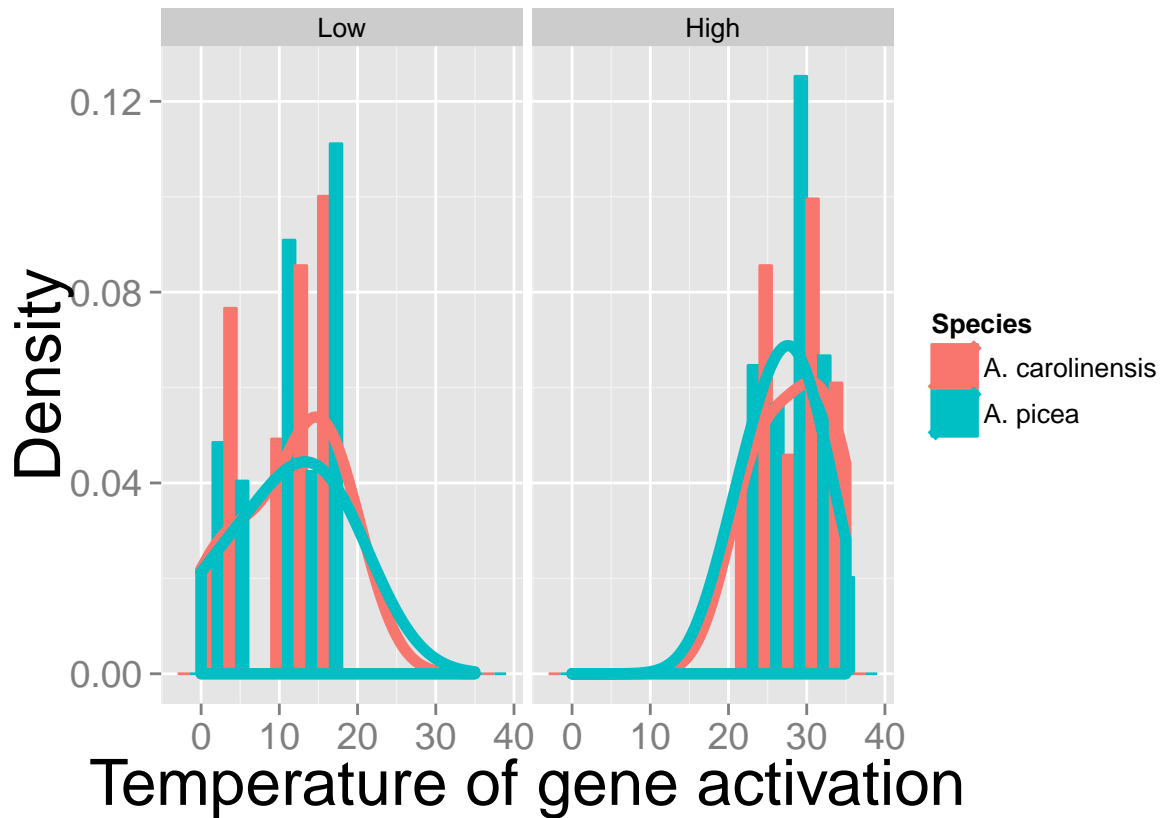 Low
High
0.12
0.08
0.04
0.00
Density
0 10 20 30 40
0 10 20 30 40
Temperature of gene activation
Species
A. carolinensis
A. picea